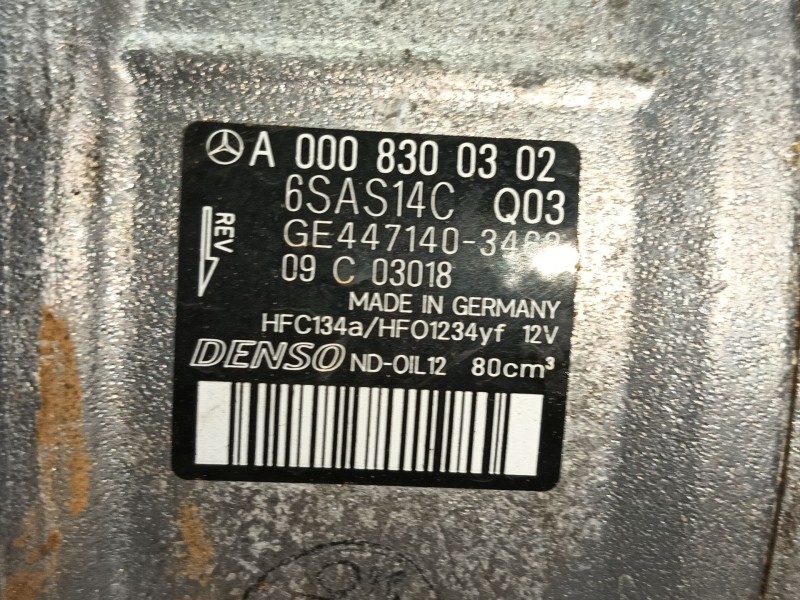 A 000 830 03 02
6SAS14C Q03
REV
09 C 03018
MADE IN GERMANY
HFC134a/HFO1234yf 12V
DENSO ND-OIL12 80cm³